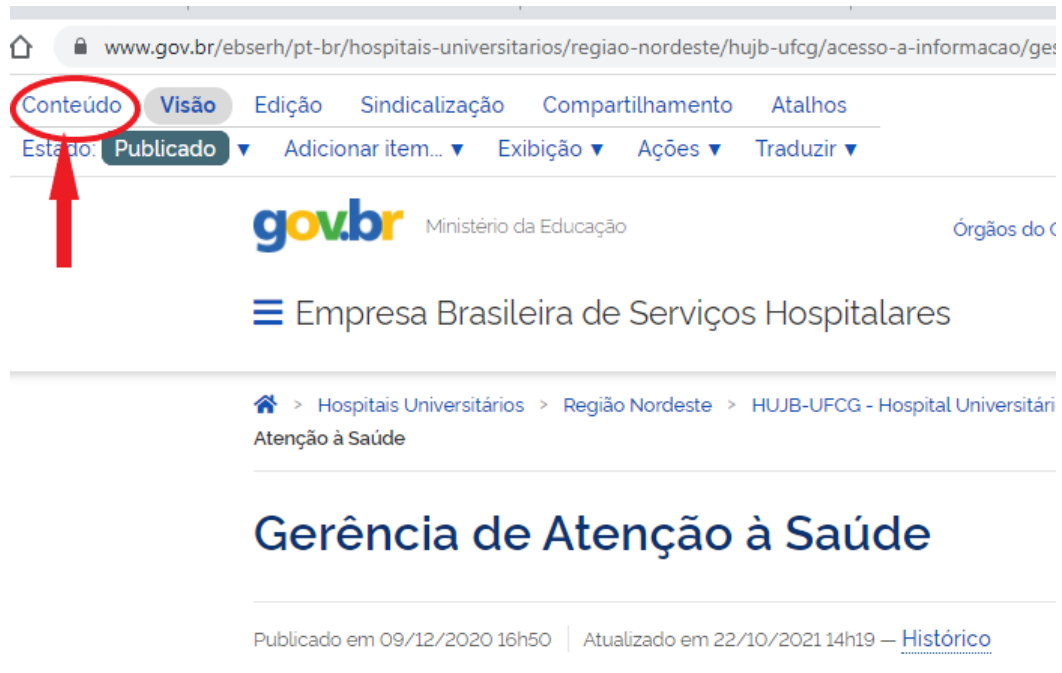 www.gov.br/ebserh/pt-br/hospitais-universitarios/regiao-nordeste/hujb-ufcg/acesso-a-informacao/ges
Conteúdo Visão Edição Sindicalização Compartilhamento Atalhos
Estado: Publicado ▼ Adicionar item... ▼ Exibição ▼ Ações ▼ Traduzir ▼
gov.br Ministério da Educação Órgãos do
Empresa Brasileira de Serviços Hospitalares
> Hospitais Universitários > Região Nordeste > HUJB-UFCG - Hospital Universitári
Atenção à Saúde
Gerência de Atenção à Saúde
Publicado em 09/12/2020 16h50 Atualizado em 22/10/2021 14h19 — Histórico